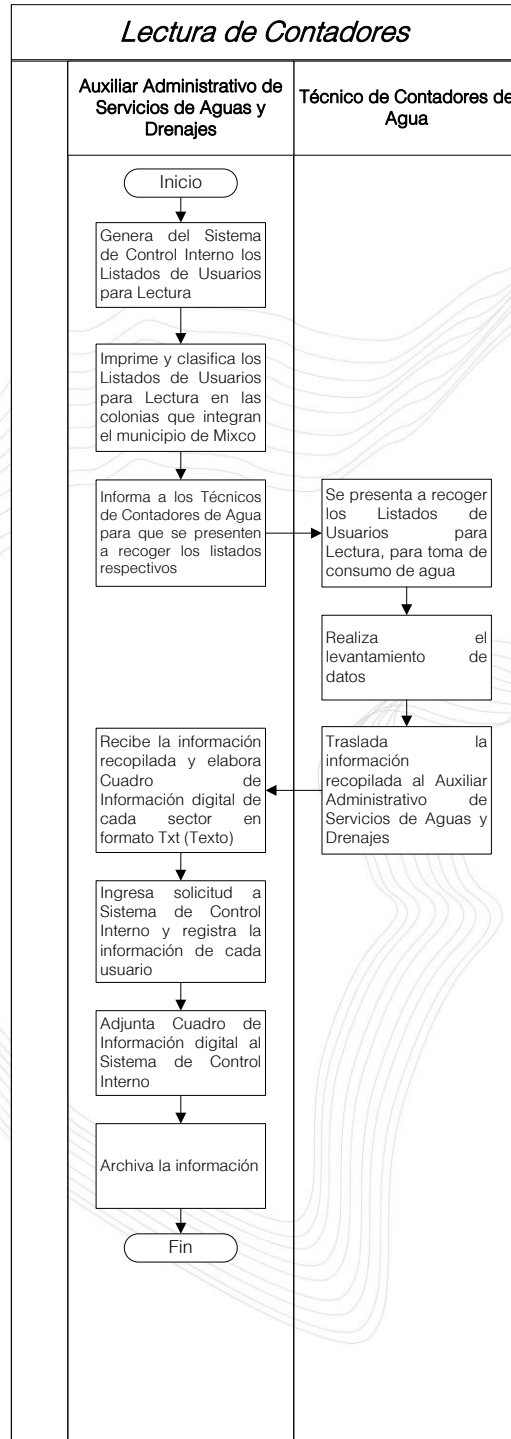 Lectura de Contadores
Auxiliar Administrativo de
Servicios de Aguas y
Drenajes
Técnico de Contadores de
Agua
Inicio
Genera del Sistema
de Control Interno los
Listados de Usuarios
para Lectura
Imprime y clasifica los
Listados de Usuarios
para Lectura en las
colonias que integran
el municipio de Mixco
Informa a los Técnicos
de Contadores de Agua
para que se presenten
a recoger los listados
respectivos
Se presenta a recoger
los Listados de
Usuarios para
Lectura, para toma de
consumo de agua
Realiza el
levantamiento de
datos
Traslada la
información
recopilada al Auxiliar
Administrativo de
Servicios de Aguas y
Drenajes
Recibe la información
recopilada y elabora
Cuadro de
Información digital de
cada sector en
formato Txt (Texto)
Ingresa solicitud a
Sistema de Control
Interno y registra la
información de cada
usuario
Adjunta Cuadro de
Información digital al
Sistema de Control
Interno
Archiva la información
Fin